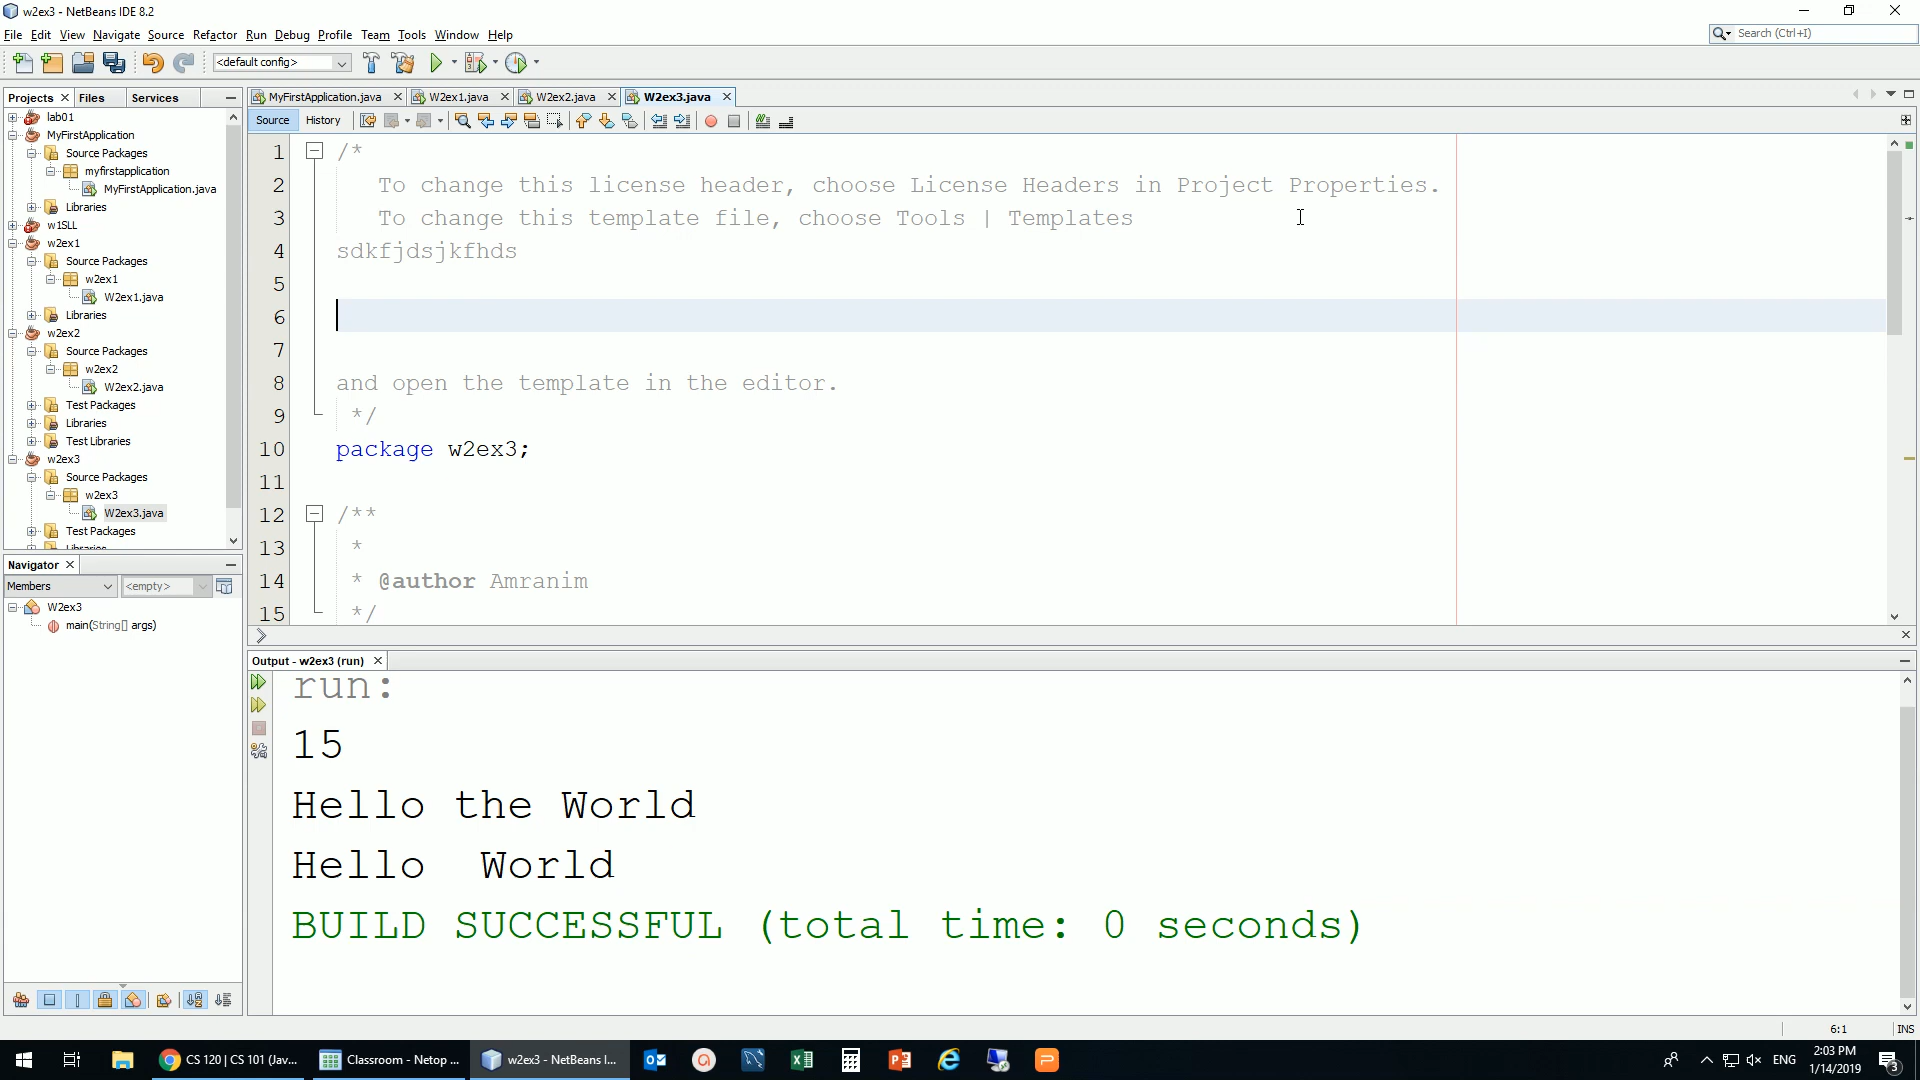 w2ex3 - NetBeans IDE 8.2
File Edit View Navigate Source Refactor Run Debug Profile Team Tools Window Help
Search (Ctrl+I)
<default config>
Projects Files Services
lab01
MyFirstApplication
Source Packages
myfirstapplication
MyFirstApplication.java
Libraries
w1SLL
w2ex1
Source Packages
w2ex1
W2ex1.java
Libraries
w2ex2
Source Packages
w2ex2
W2ex2.java
Test Packages
Libraries
Test Libraries
w2ex3
Source Packages
w2ex3
W2ex3.java
Test Packages
Libraries
Navigator
Members <empty>
W2ex3
main(String[] args)
MyFirstApplication.java W2ex1.java W2ex2.java W2ex3.java
Source History
1 /*
2 To change this license header, choose License Headers in Project Properties.
3 To change this template file, choose Tools | Templates
4 sdkfjdsjkfhds
5
6
7
8 and open the template in the editor.
9 */
10 package w2ex3;
11
12 /**
13 *
14 * @author Amranim
15 */
Output - w2ex3 (run)
run:
15
Hello the World
Hello  World
BUILD SUCCESSFUL (total time: 0 seconds)
6:1 INS
CS 120 | CS 101 (Jav...
Classroom - Netop ...
w2ex3 - NetBeans I...
ENG
2:03 PM
1/14/2019
3